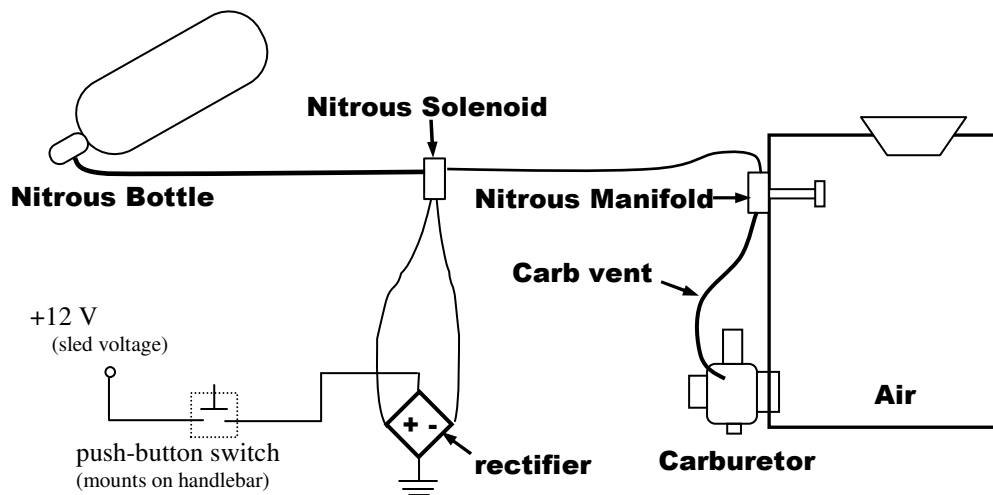 Nitrous Solenoid
Nitrous Bottle
Nitrous Manifold
Carb vent
+12 V
(sled voltage)
Air
+ -
push-button switch
(mounts on handlebar)
rectifier
Carburetor